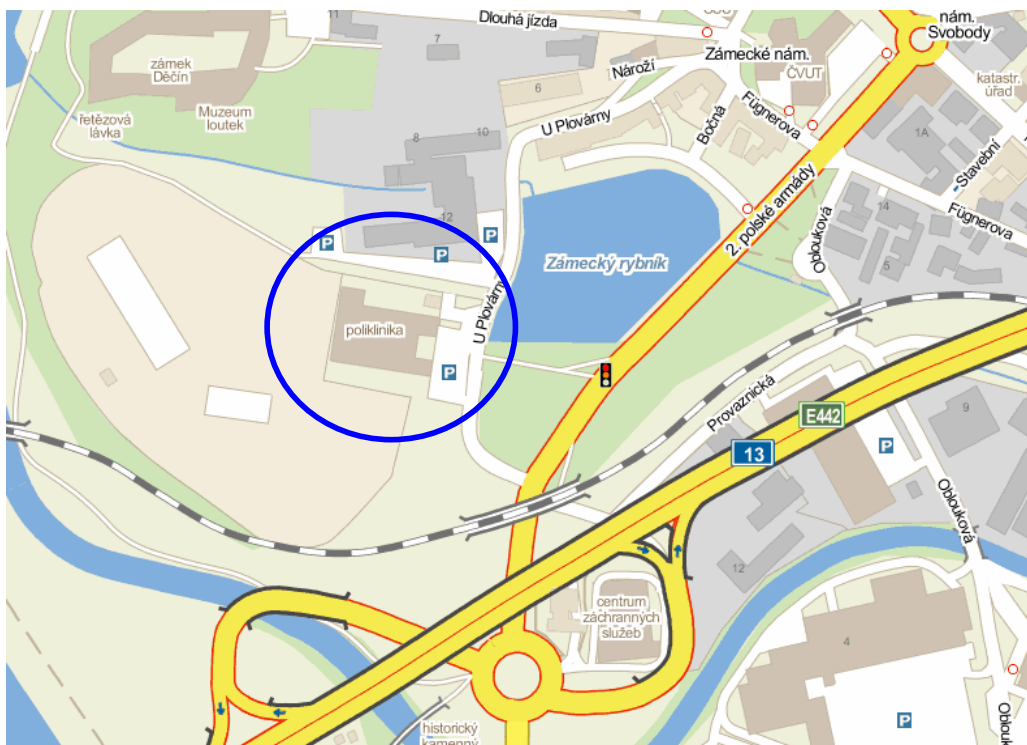 Dlouhá jízda
11
nám.
Svobody
7
Zámecké nám.
zámek
Děčín
Nároží
ČVUT
katastr.
úřad
6
Muzeum
loutek
Fügnerova
řetězová
lávka
U Plovárny
Bočná
1A
8
10
Stavební
2. polské armády
14
Fügnerova
12
P
P
P
Oblouková
5
Zámecký rybník
U Plovárny
poliklinika
P
Provaznická
E442
9
13
P
Oblouková
12
centrum
záchranných
služeb
4
P
historický
kamenný
Oblouk